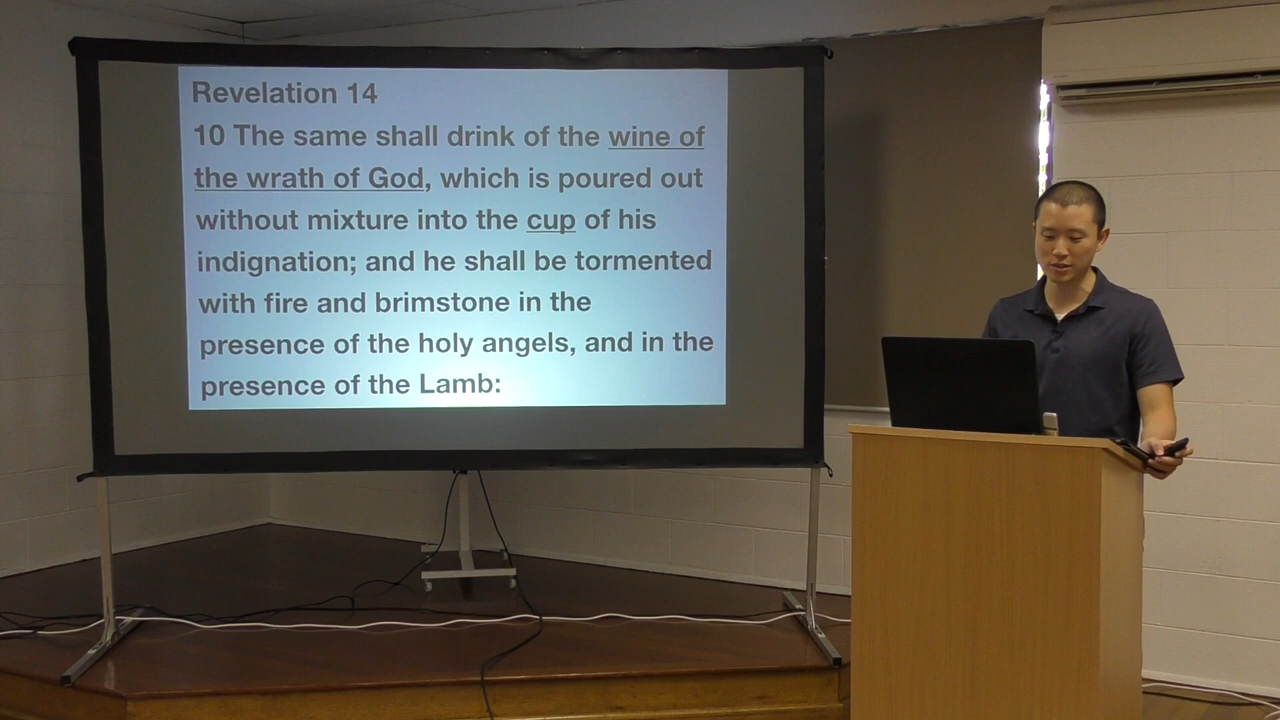 Revelation 14
10 The same shall drink of the wine of
the wrath of God, which is poured out
without mixture into the cup of his
indignation; and he shall be tormented
with fire and brimstone in the
presence of the holy angels, and in the
presence of the Lamb: